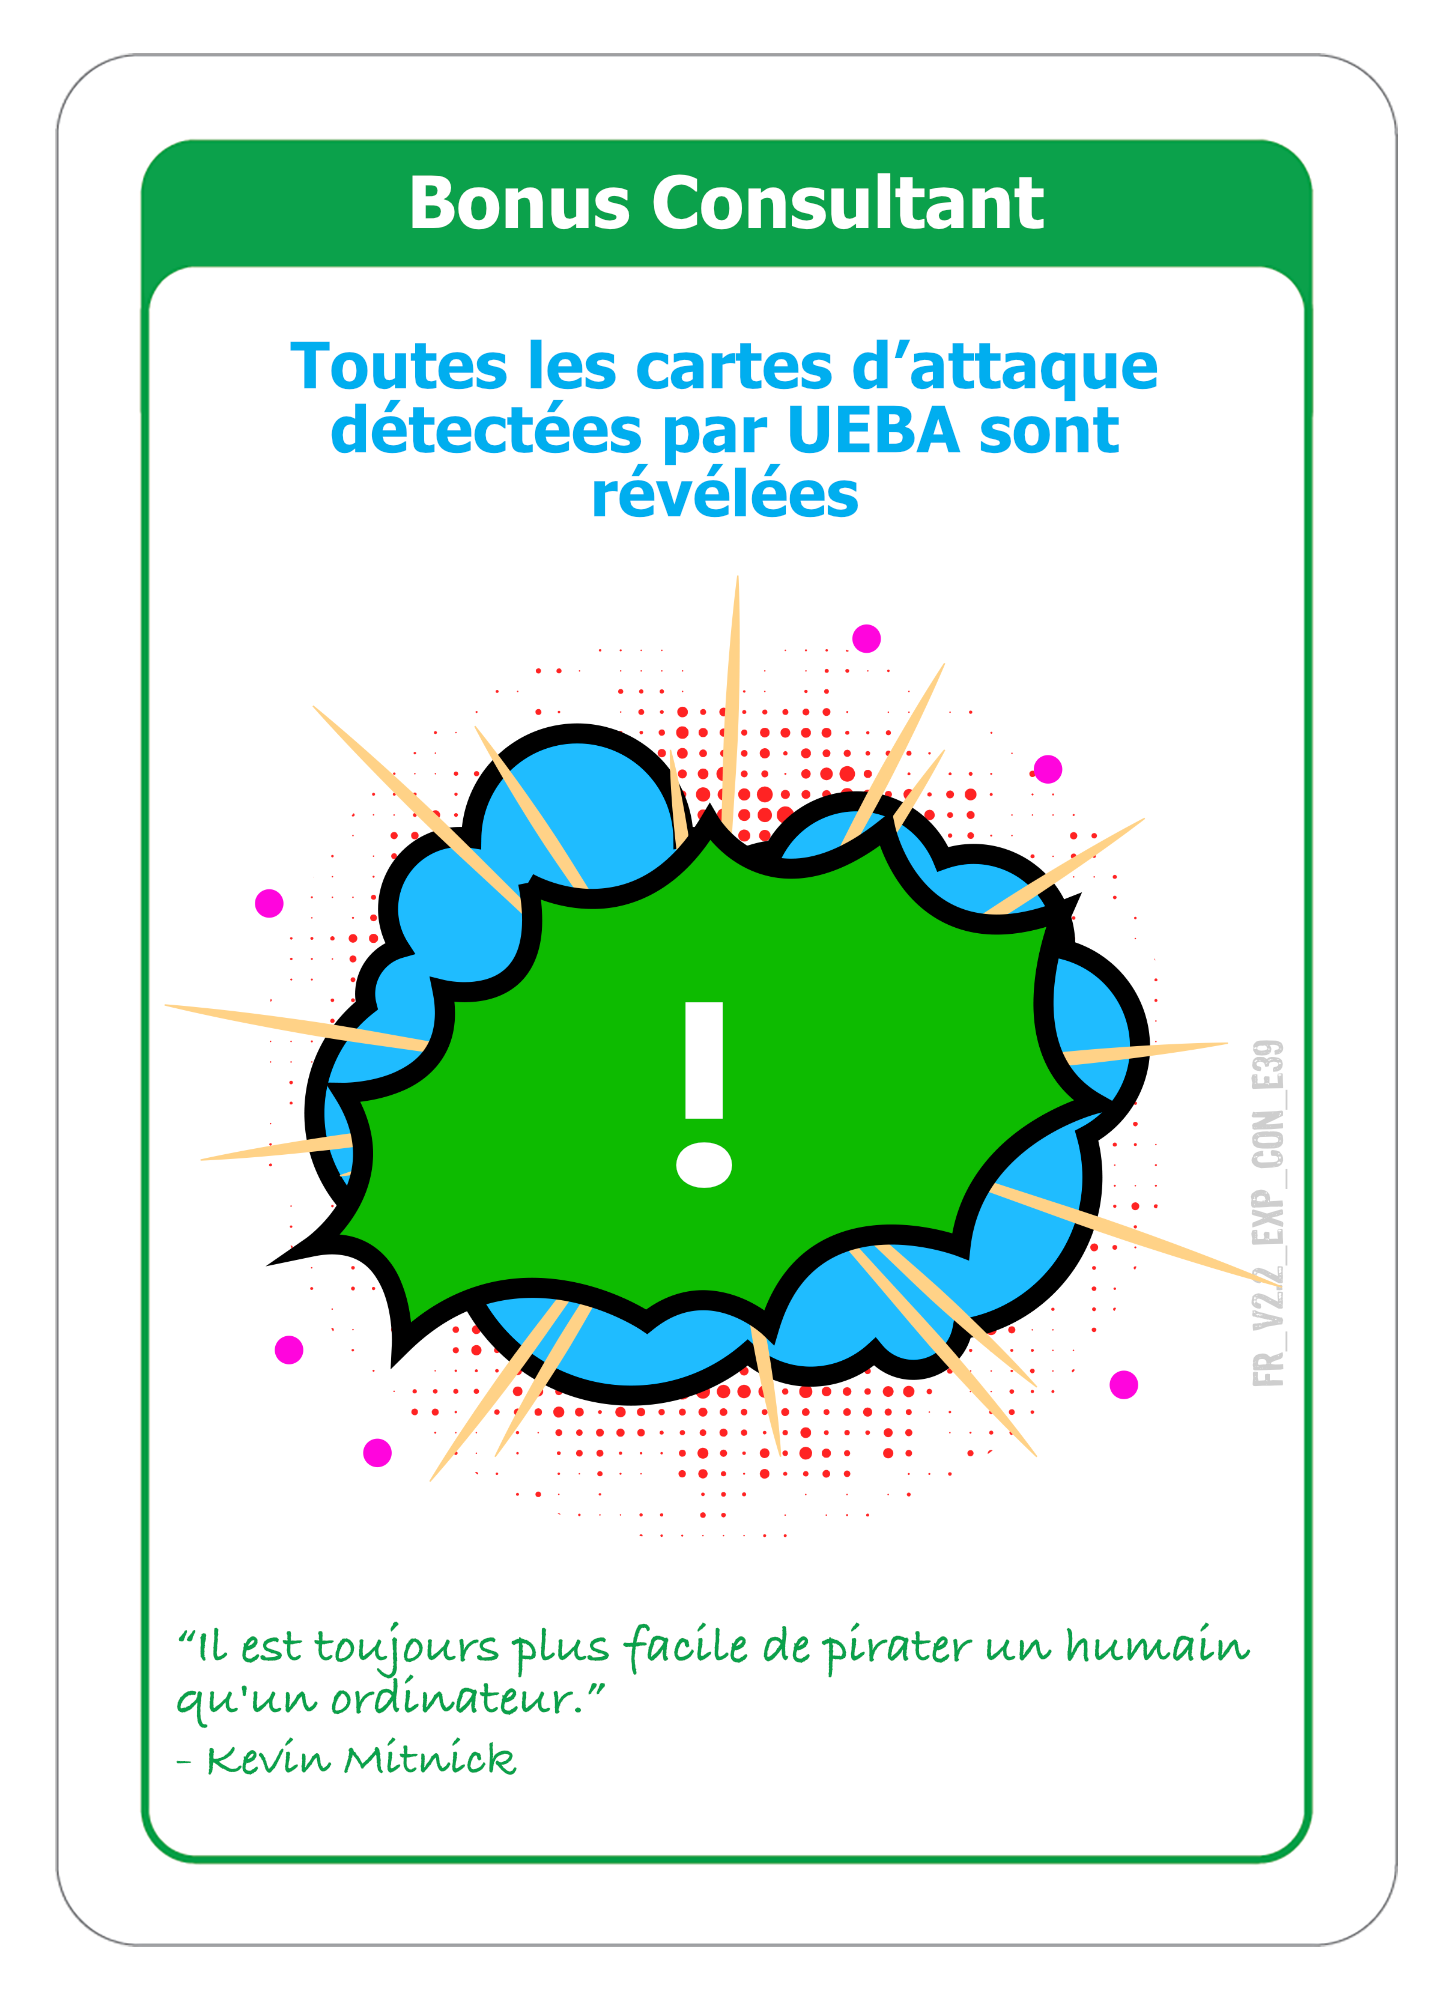 Bonus Consultant
Toutes les cartes d’attaque
détectées par UEBA sont
révélées
!
FR_V2.2_EXP_CON_E39
“Il est toujours plus facile de pirater un humain
qu'un ordinateur.”
- Kevin Mitnick